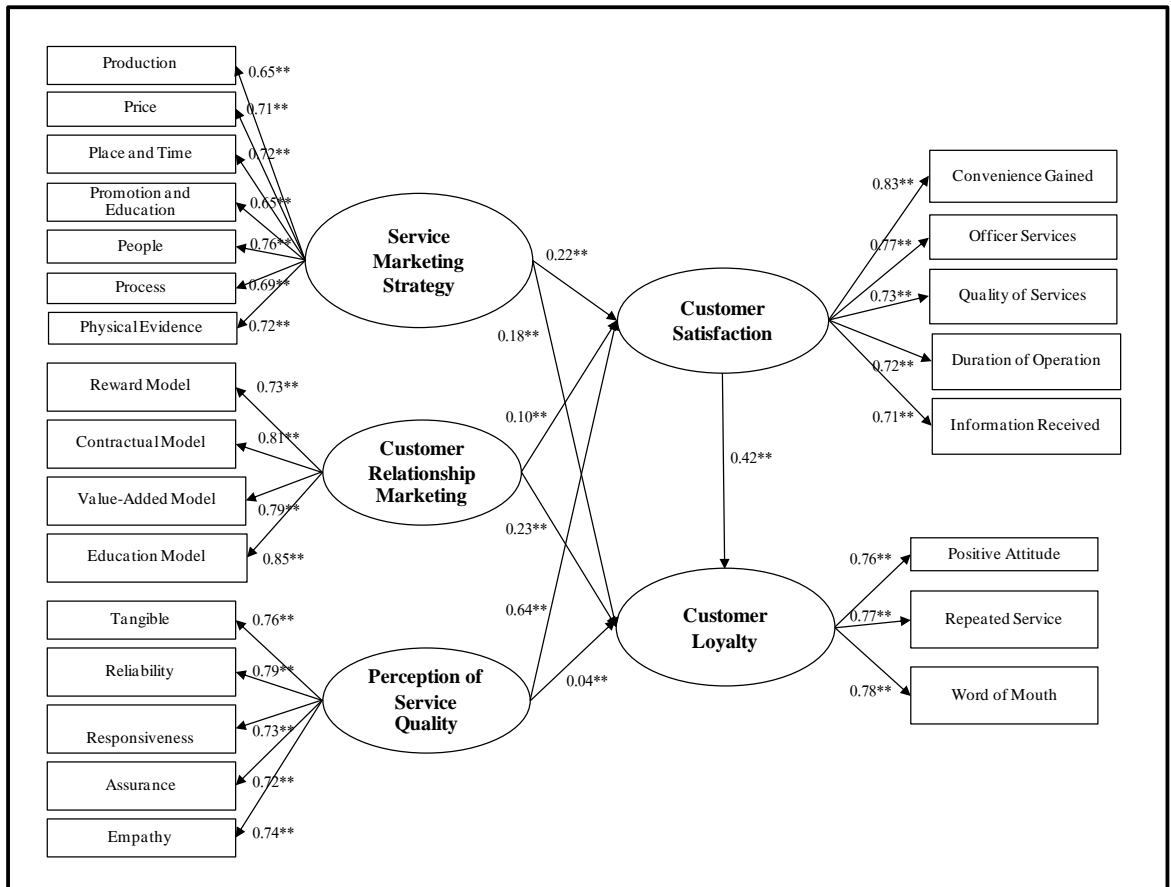 Production
0.65**
Price
0.71**
Place and Time
0.72**
Promotion and
Education
0.65**
People
0.76**
Process
0.69**
Physical Evidence
0.72**
Service
Marketing
Strategy
Reward Model
0.73**
Contractual Model
0.81**
Value-Added Model
0.79**
Education Model
0.85**
Customer
Relationship
Marketing
Tangible
0.76**
Reliability
0.79**
Responsiveness
0.73**
Assurance
0.72**
Empathy
0.74**
Perception of
Service
Quality
0.22**
0.18**
0.10**
0.23**
0.64**
0.04**
Customer
Satisfaction
0.42**
Customer
Loyalty
0.83**
Convenience Gained
0.77**
Officer Services
0.73**
Quality of Services
0.72**
Duration of Operation
0.71**
Information Received
0.76**
Positive Attitude
0.77**
Repeated Service
0.78**
Word of Mouth